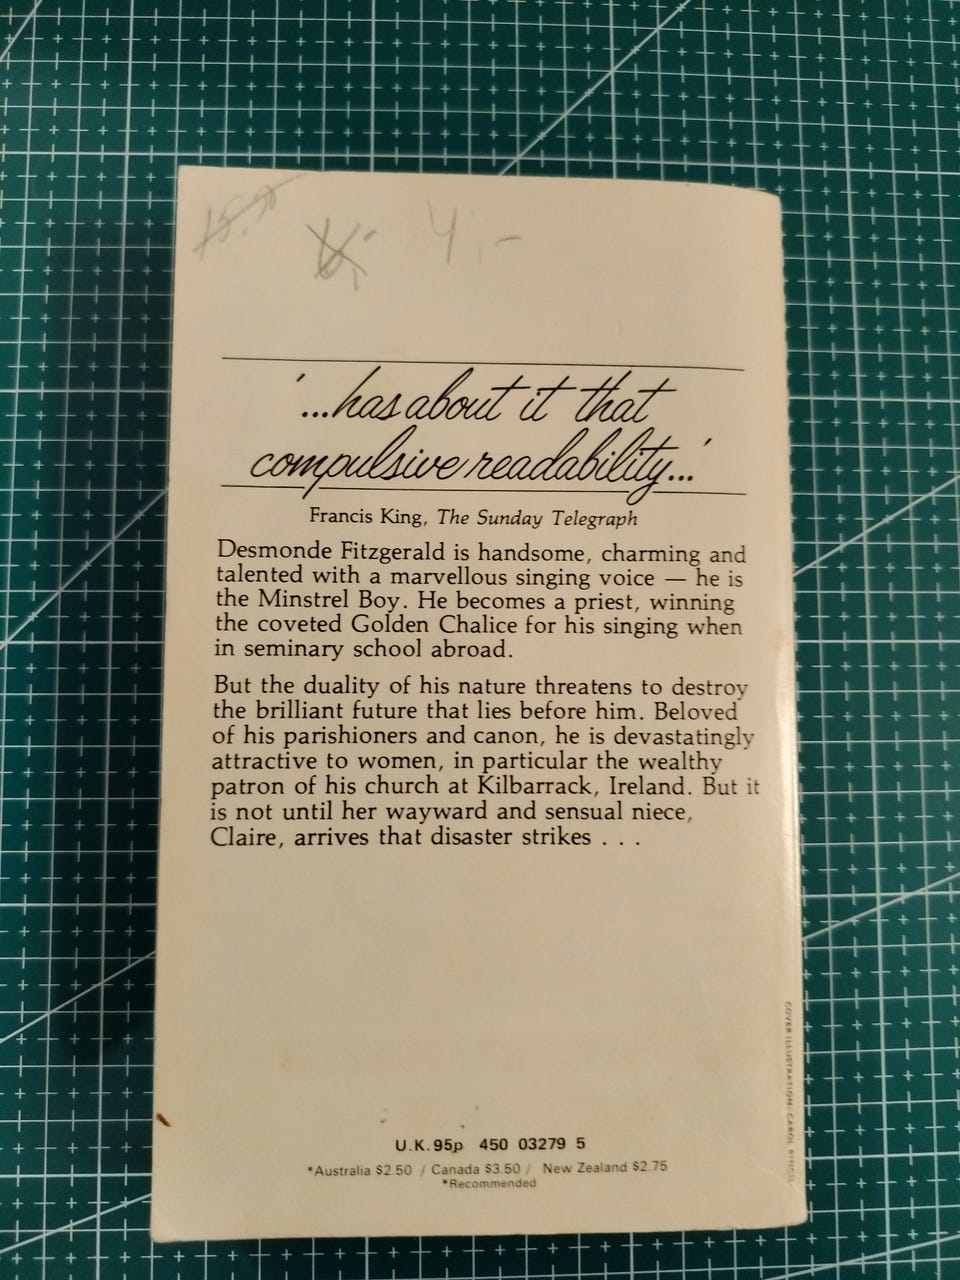 4,-
'...has about it that
compulsive readability...'
Francis King, The Sunday Telegraph
Desmonde Fitzgerald is handsome, charming and
talented with a marvellous singing voice — he is
the Minstrel Boy. He becomes a priest, winning
the coveted Golden Chalice for his singing when
in seminary school abroad.
But the duality of his nature threatens to destroy
the brilliant future that lies before him. Beloved
of his parishioners and canon, he is devastatingly
attractive to women, in particular the wealthy
patron of his church at Kilbarrack, Ireland. But it
is not until her wayward and sensual niece,
Claire, arrives that disaster strikes . . .
U.K. 95p 450 03279 5
*Australia $2.50 / Canada $3.50 / New Zealand $2.75
*Recommended
COVER ILLUSTRATION: CAROL